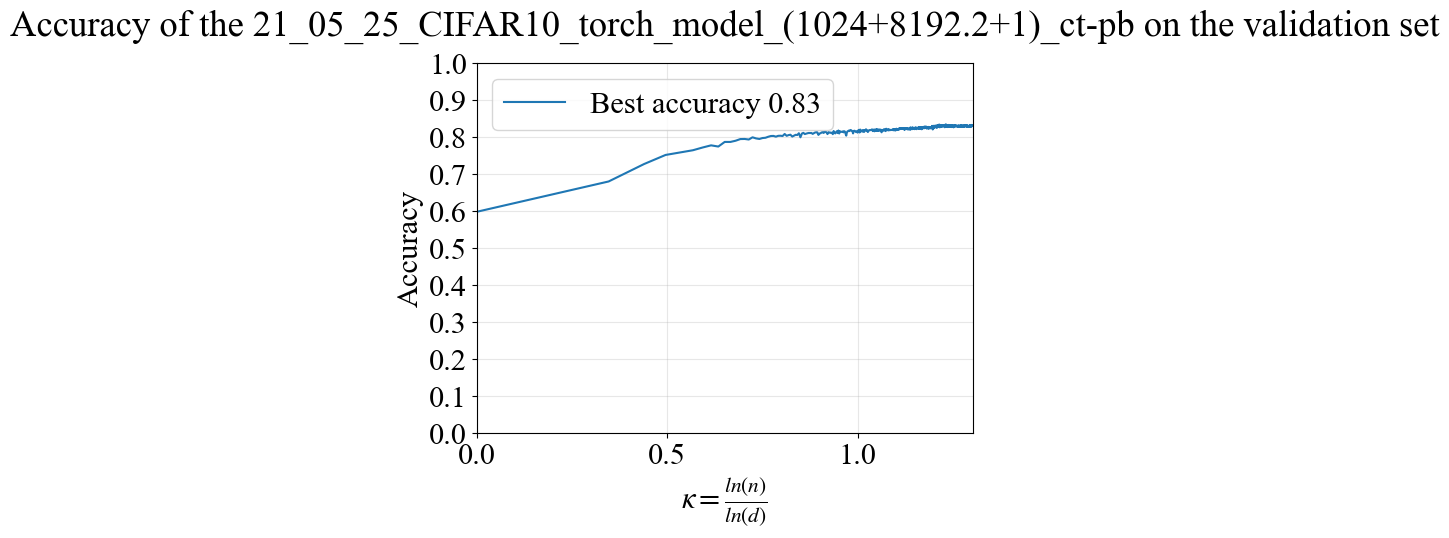 Accuracy of the 21_05_25_CIFAR10_torch_model_(1024+8192.2+1)_ct-pb on the validation set
Best accuracy 0.83
Accuracy
1.0
0.9
0.8
0.7
0.6
0.5
0.4
0.3
0.2
0.1
0.0
0.0 0.5 1.0
κ = ln(n) / ln(d)